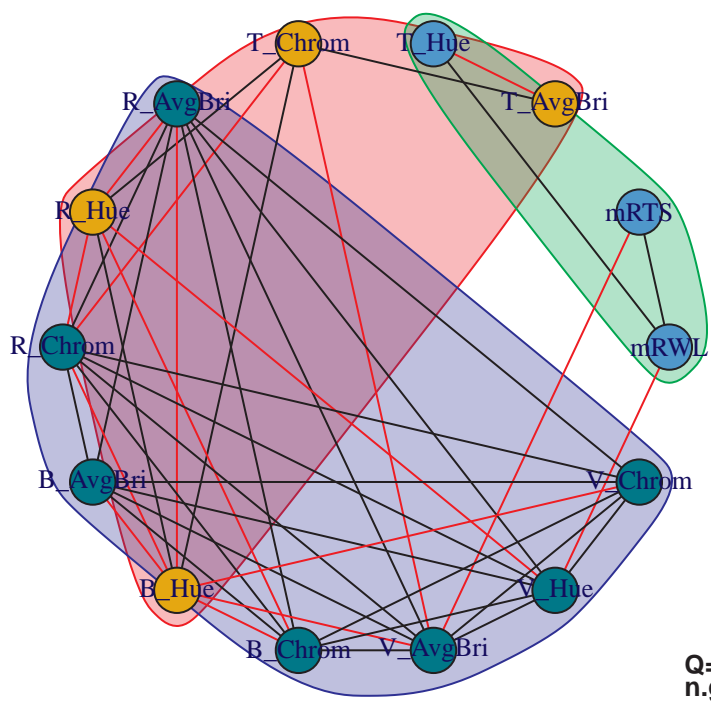 T_Chrom
T_Hue
R_AvgBri
T_AvgBri
R_Hue
mRTS
R_Chrom
mRWL
B_AvgBri
V_Chrom
B_Hue
V_Hue
B_Chrom
V_AvgBri
Q=
n.g